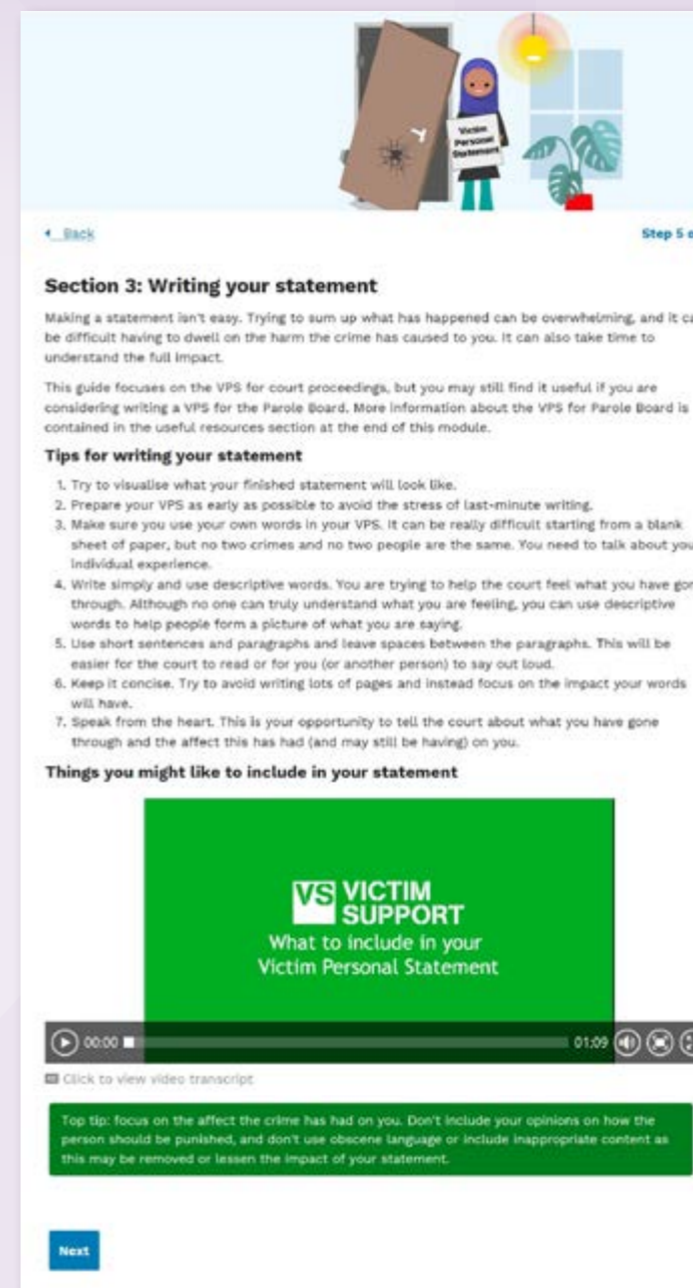 Victim
Personal
Statement
Back
Step 5 o
Section 3: Writing your statement
Making a statement isn't easy. Trying to sum up what has happened can be overwhelming, and it ca
be difficult having to dwell on the harm the crime has caused to you. It can also take time to
understand the full impact.
This guide focuses on the VPS for court proceedings, but you may still find it useful if you are
considering writing a VPS for the Parole Board. More information about the VPS for Parole Board is
contained in the useful resources section at the end of this module.
Tips for writing your statement
1. Try to visualise what your finished statement will look like.
2. Prepare your VPS as early as possible to avoid the stress of last-minute writing.
3. Make sure you use your own words in your VPS. It can be really difficult starting from a blank
sheet of paper, but no two crimes and no two people are the same. You need to talk about you
individual experience.
4. Write simply and use descriptive words. You are trying to help the court feel what you have gon
through. Although no one can truly understand what you are feeling, you can use descriptive
words to help people form a picture of what you are saying.
5. Use short sentences and paragraphs and leave spaces between the paragraphs. This will be
easier for the court to read or for you (or another person) to say out loud.
6. Keep it concise. Try to avoid writing lots of pages and instead focus on the impact your words
will have.
7. Speak from the heart. This is your opportunity to tell the court about what you have gone
through and the affect this has had (and may still be having) on you.
Things you might like to include in your statement
VS VICTIM
SUPPORT
What to include in your
Victim Personal Statement
00:00 01:09
Click to view video transcript
Top tip: focus on the affect the crime has had on you. Don't include your opinions on how the
person should be punished, and don't use obscene language or include inappropriate content as
this may be removed or lessen the impact of your statement.
Next